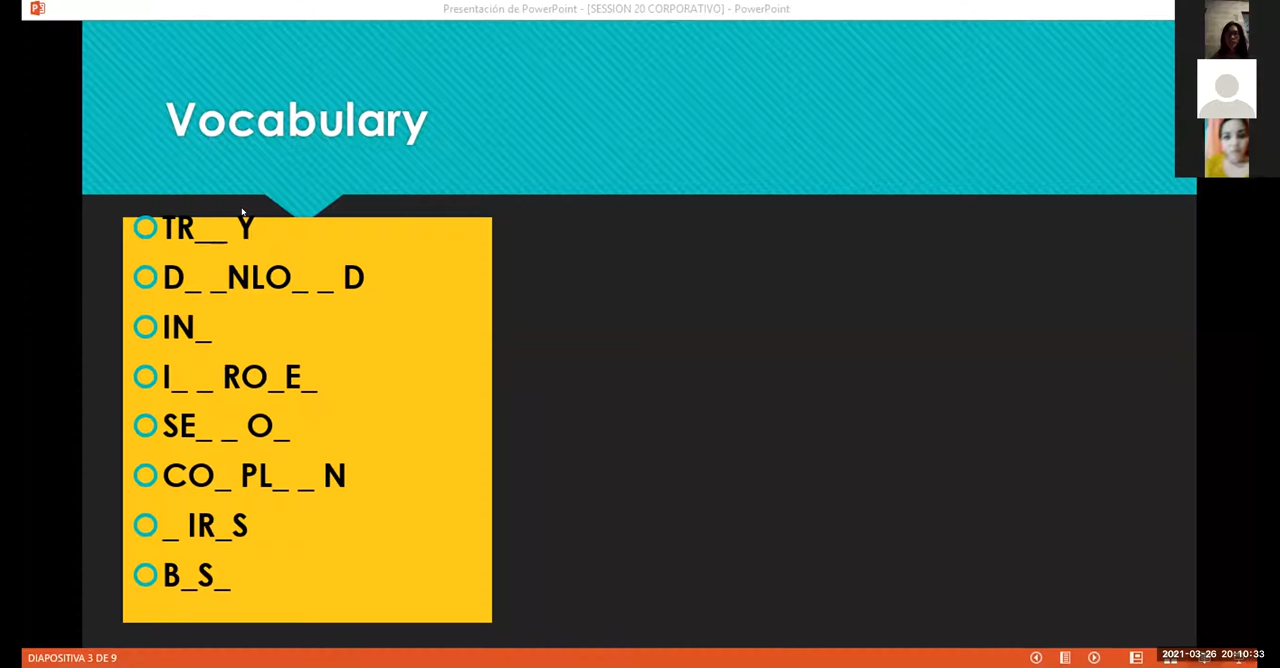 Presentación de PowerPoint - [SESSION 20 CORPORATIVO] - PowerPoint
Vocabulary
TR__ Y
D_ _NLO_ _ D
IN_
I_ _ RO_E_
SE_ _ O_
CO_ PL_ _ N
_ IR_S
B_S_
DIAPOSITIVA 3 DE 9
2021-03-26 20:10:33